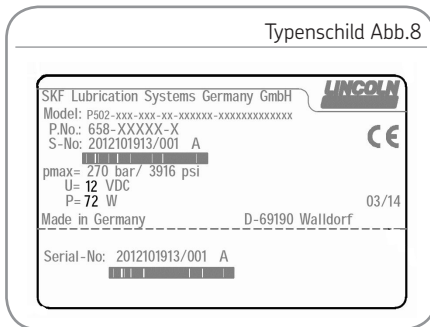 Typenschild Abb.8
LINCOLN
SKF Lubrication Systems Germany GmbH
Model: P502-xxx-xxx-xx-xxxxxx-xxxxxxxxxxxxx
P.No.: 658-XXXXX-X
S-No: 2012101913/001 A
CE
pmax= 270 bar/ 3916 psi
U= 12 VDC
P= 72 W
03/14
Made in Germany D-69190 Walldorf
Serial-No: 2012101913/001 A